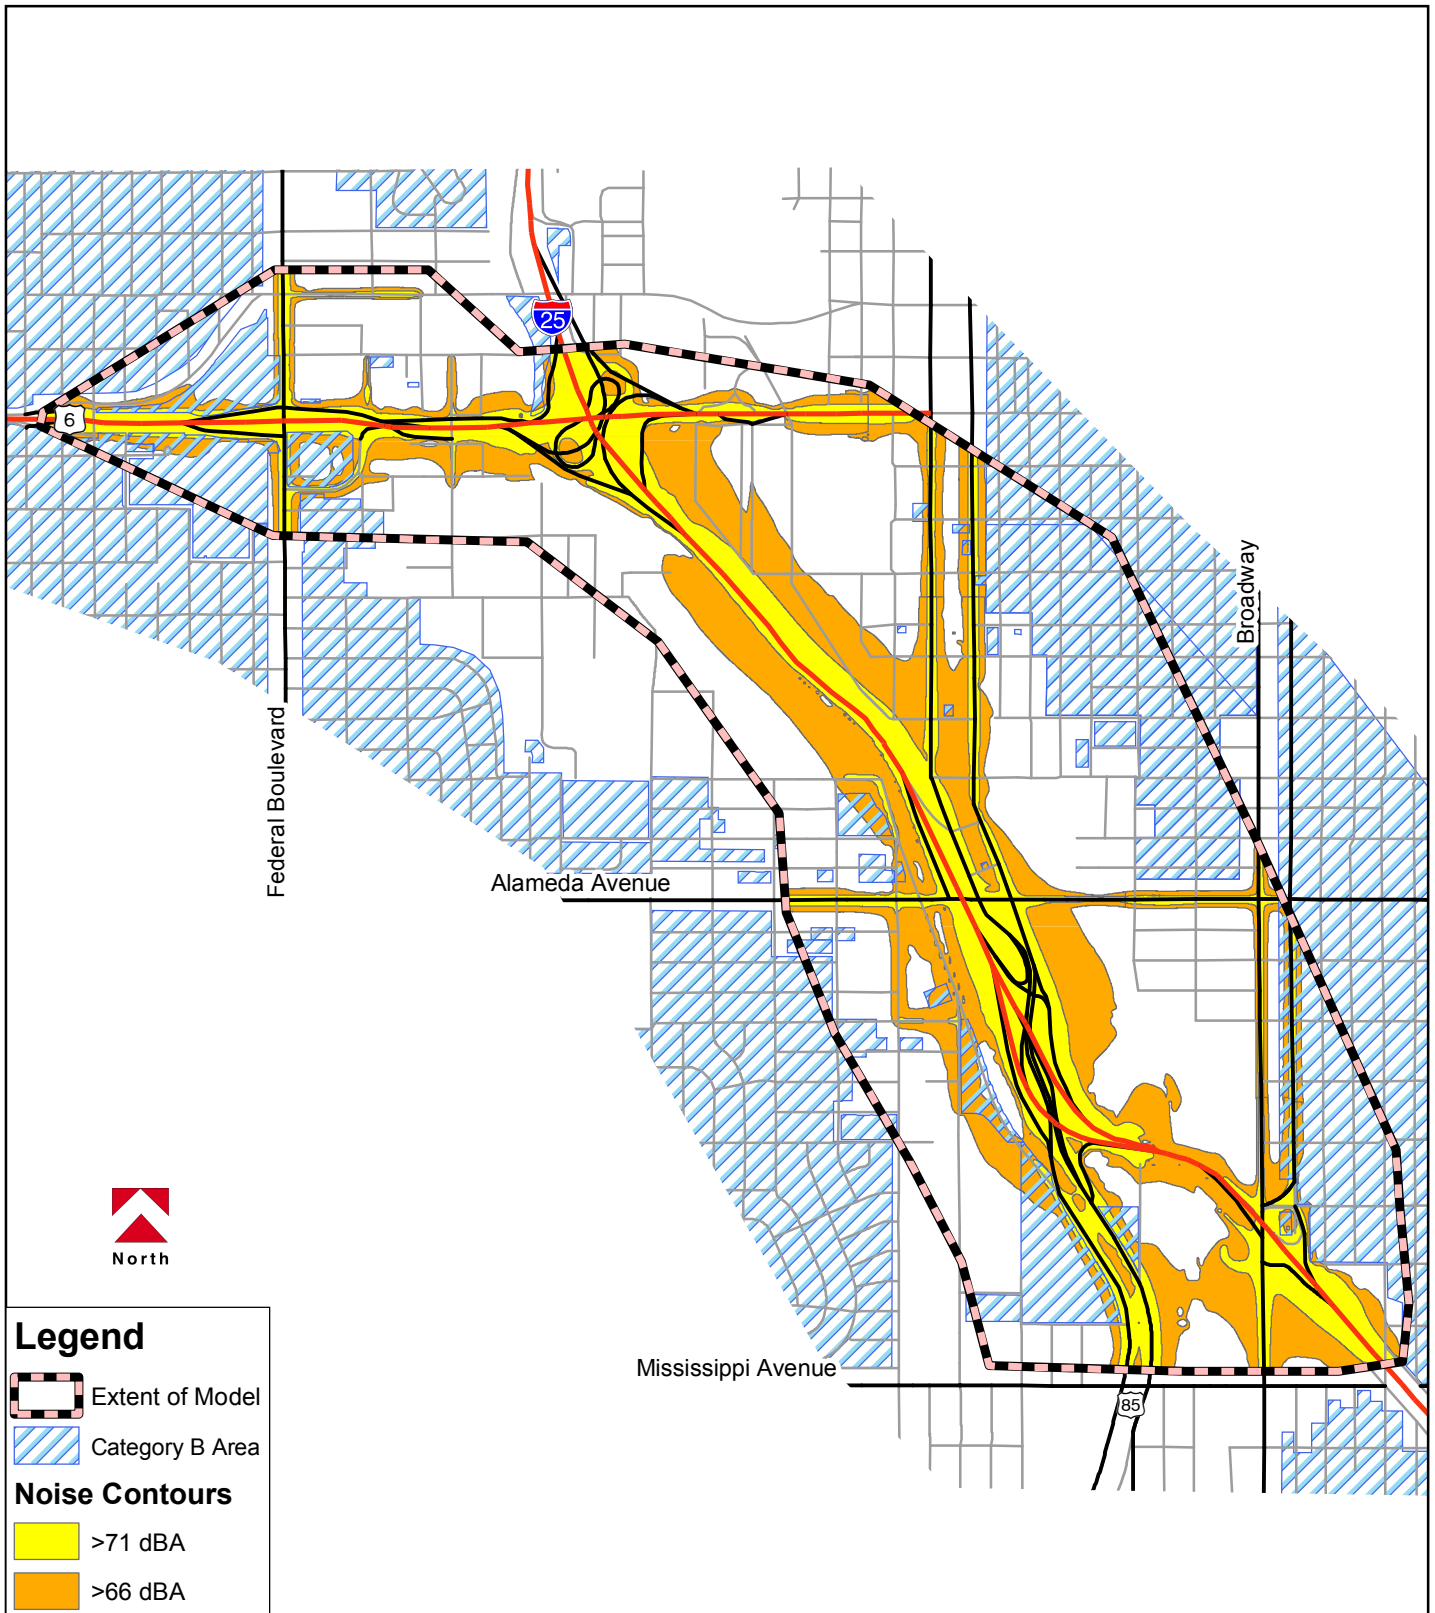 25
6
Broadway
Federal Boulevard
Alameda Avenue
North
Mississippi Avenue
85
Legend
Extent of Model
Category B Area
Noise Contours
>71 dBA
>66 dBA